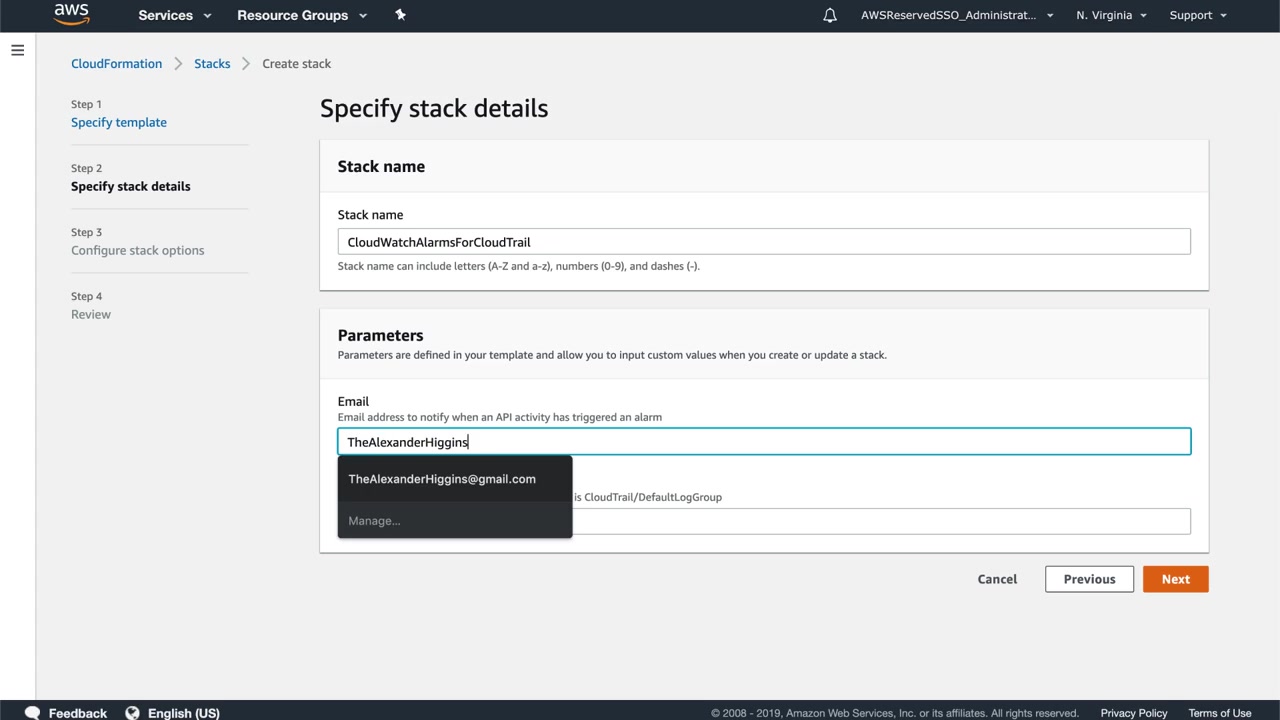 aws
Services
Resource Groups
AWSReservedSSO_Administrat...
N. Virginia
Support
CloudFormation
Stacks
Create stack
Step 1
Specify template
Step 2
Specify stack details
Step 3
Configure stack options
Step 4
Review
Specify stack details
Stack name
Stack name
CloudWatchAlarmsForCloudTrail
Stack name can include letters (A-Z and a-z), numbers (0-9), and dashes (-).
Parameters
Parameters are defined in your template and allow you to input custom values when you create or update a stack.
Email
Email address to notify when an API activity has triggered an alarm
TheAlexanderHiggins
TheAlexanderHiggins@gmail.com
is CloudTrail/DefaultLogGroup
Manage...
Cancel
Previous
Next
Feedback
English (US)
© 2008 - 2019, Amazon Web Services, Inc. or its affiliates. All rights reserved.
Privacy Policy
Terms of Use